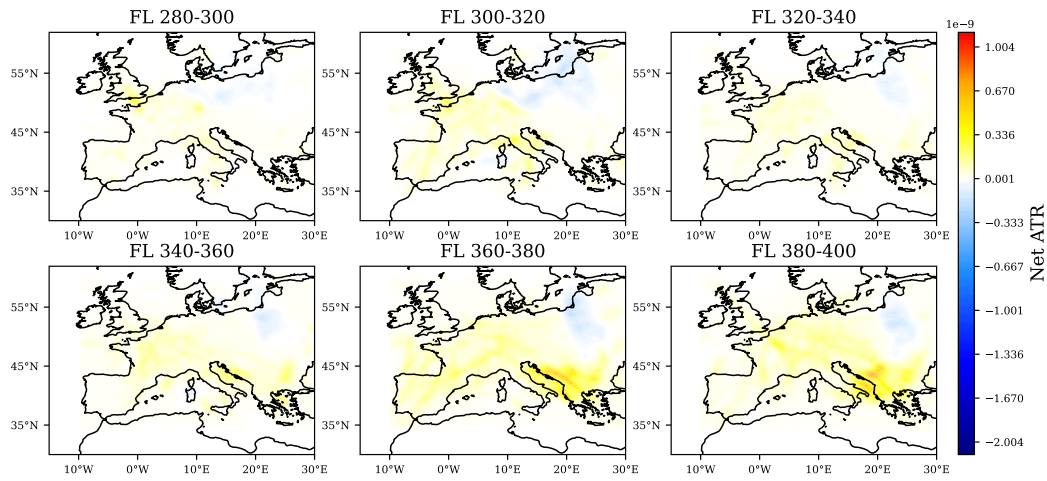 FL 280-300 FL 300-320 FL 320-340
1e−9
55°N 55°N 55°N
45°N 45°N 45°N
35°N 35°N 35°N
10°W 0°W 10°E 20°E 30°E 10°W 0°W 10°E 20°E 30°E 10°W 0°W 10°E 20°E 30°E
FL 340-360 FL 360-380 FL 380-400
55°N 55°N 55°N
45°N 45°N 45°N
35°N 35°N 35°N
10°W 0°W 10°E 20°E 30°E 10°W 0°W 10°E 20°E 30°E 10°W 0°W 10°E 20°E 30°E
1.004
0.670
0.336
0.001
−0.333
−0.667
−1.001
−1.336
−1.670
−2.004
Net ATR